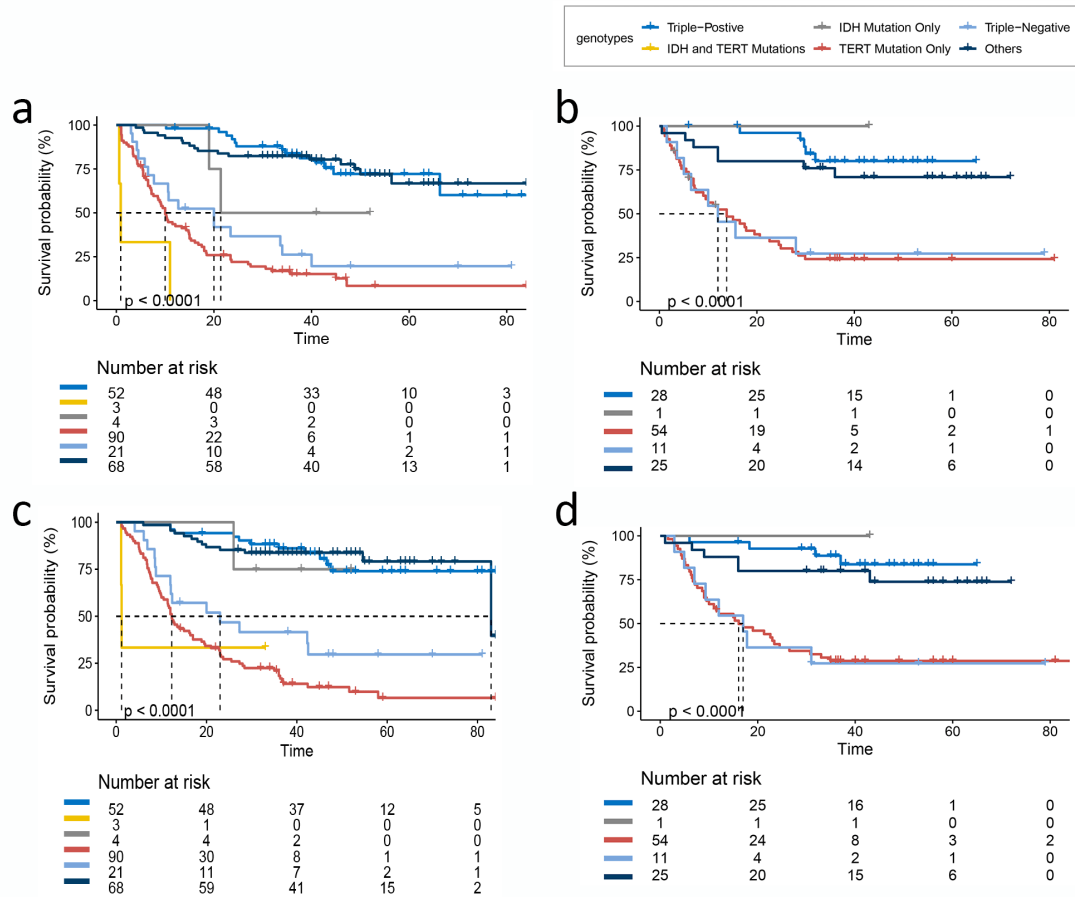 genotypes
Triple-Postive
IDH Mutation Only
Triple-Negative
IDH and TERT Mutations
TERT Mutation Only
Others
a
Survival probability (%)
100
75
50
25
0
p < 0.0001
0 20 40 60 80
Time
Number at risk
52 48 33 10 3
3 0 0 0 0
4 3 2 0 0
90 22 6 1 1
21 10 4 2 1
68 58 40 13 1
b
Survival probability (%)
100
75
50
25
0
p < 0.0001
0 20 40 60 80
Time
Number at risk
28 25 15 1 0
1 1 1 0 0
54 19 5 2 1
11 4 2 1 0
25 20 14 6 0
c
Survival probability (%)
100
75
50
25
0
p < 0.0001
0 20 40 60 80
Time
Number at risk
52 48 37 12 5
3 1 0 0 0
4 4 2 0 0
90 30 8 1 1
21 11 7 2 1
68 59 41 15 2
d
Survival probability (%)
100
75
50
25
0
p < 0.0001
0 20 40 60 80
Time
Number at risk
28 25 16 1 0
1 1 1 0 0
54 24 8 3 2
11 4 2 1 0
25 20 15 6 0